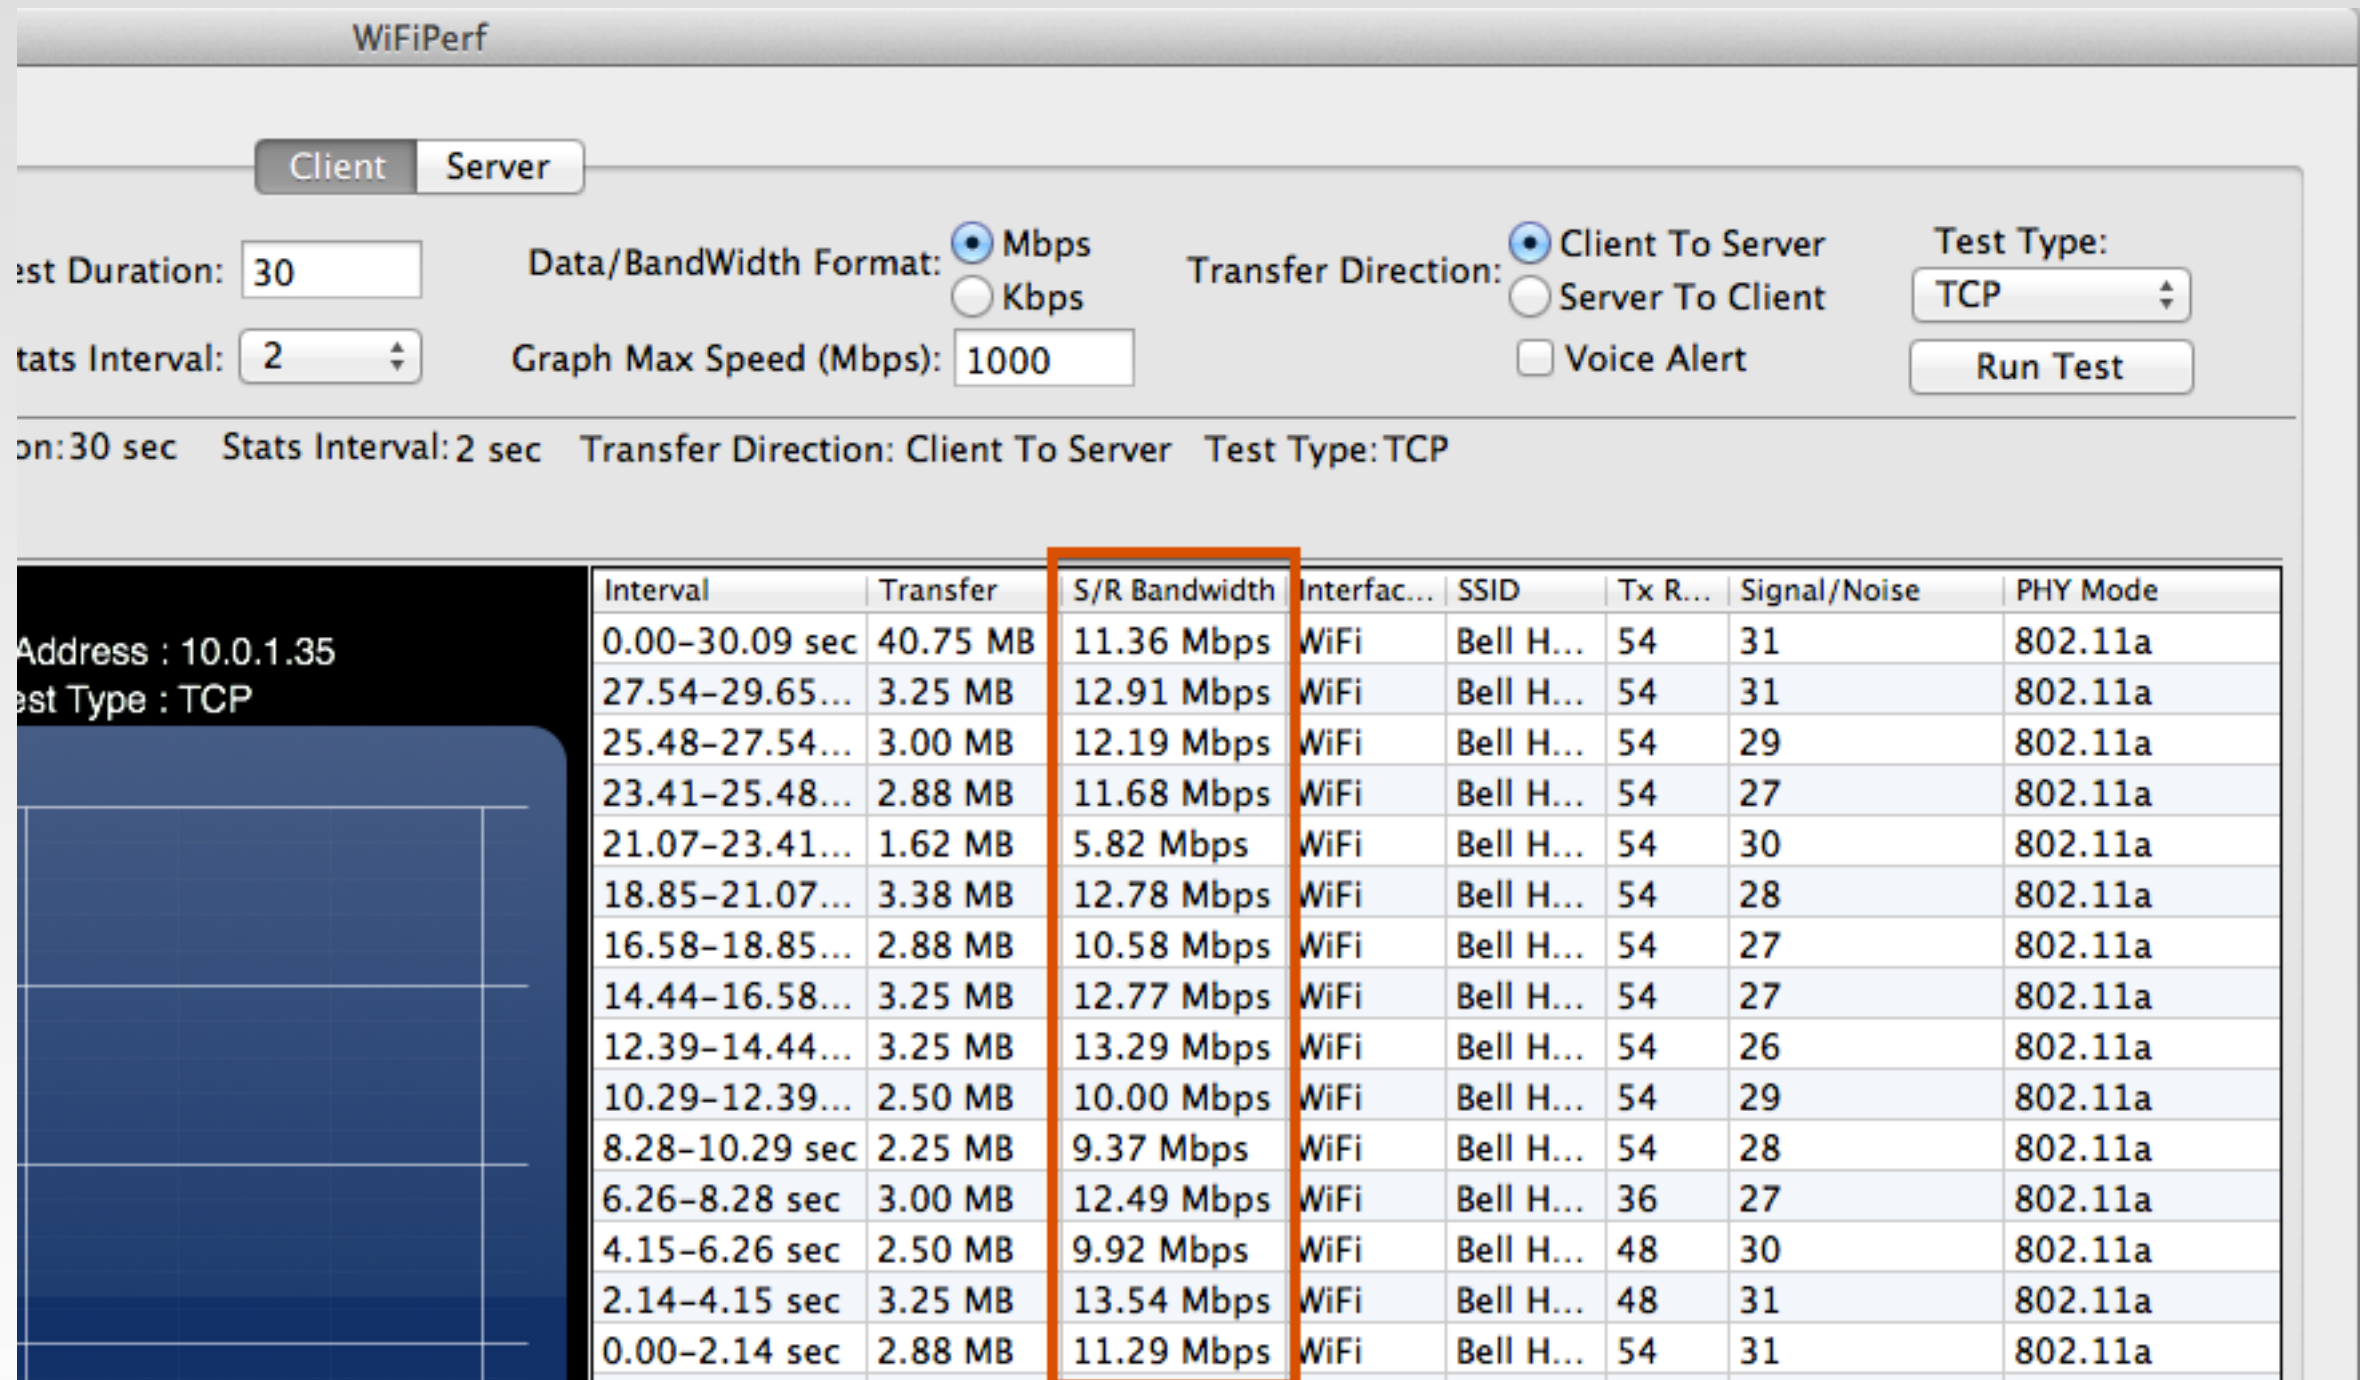 WiFiPerf
Client Server
est Duration: 30 Data/BandWidth Format: Mbps Kbps Transfer Direction: Client To Server Server To Client Test Type: TCP
tats Interval: 2 Graph Max Speed (Mbps): 1000 Voice Alert Run Test
on:30 sec Stats Interval:2 sec Transfer Direction: Client To Server Test Type:TCP
Address : 10.0.1.35
est Type : TCP
Interval Transfer S/R Bandwidth Interfac... SSID Tx R... Signal/Noise PHY Mode
0.00-30.09 sec 40.75 MB 11.36 Mbps WiFi Bell H... 54 31 802.11a
27.54-29.65... 3.25 MB 12.91 Mbps WiFi Bell H... 54 31 802.11a
25.48-27.54... 3.00 MB 12.19 Mbps WiFi Bell H... 54 29 802.11a
23.41-25.48... 2.88 MB 11.68 Mbps WiFi Bell H... 54 27 802.11a
21.07-23.41... 1.62 MB 5.82 Mbps WiFi Bell H... 54 30 802.11a
18.85-21.07... 3.38 MB 12.78 Mbps WiFi Bell H... 54 28 802.11a
16.58-18.85... 2.88 MB 10.58 Mbps WiFi Bell H... 54 27 802.11a
14.44-16.58... 3.25 MB 12.77 Mbps WiFi Bell H... 54 27 802.11a
12.39-14.44... 3.25 MB 13.29 Mbps WiFi Bell H... 54 26 802.11a
10.29-12.39... 2.50 MB 10.00 Mbps WiFi Bell H... 54 29 802.11a
8.28-10.29 sec 2.25 MB 9.37 Mbps WiFi Bell H... 54 28 802.11a
6.26-8.28 sec 3.00 MB 12.49 Mbps WiFi Bell H... 36 27 802.11a
4.15-6.26 sec 2.50 MB 9.92 Mbps WiFi Bell H... 48 30 802.11a
2.14-4.15 sec 3.25 MB 13.54 Mbps WiFi Bell H... 48 31 802.11a
0.00-2.14 sec 2.88 MB 11.29 Mbps WiFi Bell H... 54 31 802.11a